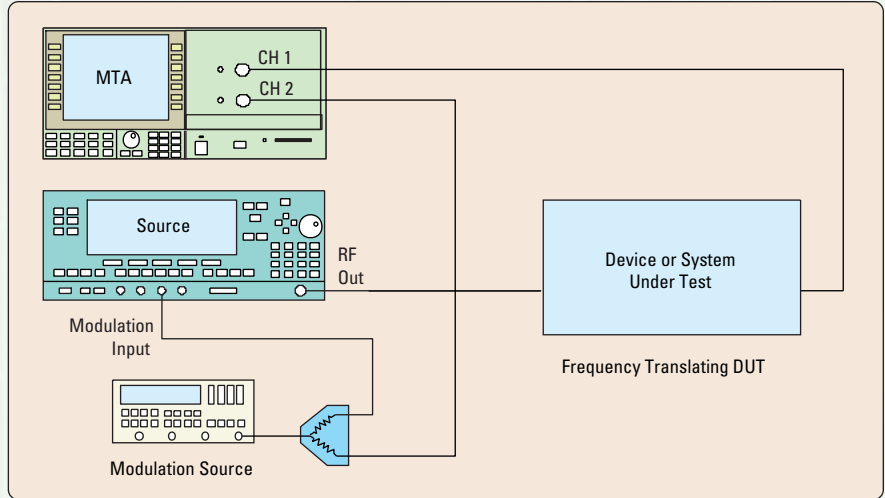 MTA
CH 1
CH 2
Source
RF
Out
Modulation
Input
Modulation Source
Device or System
Under Test
Frequency Translating DUT